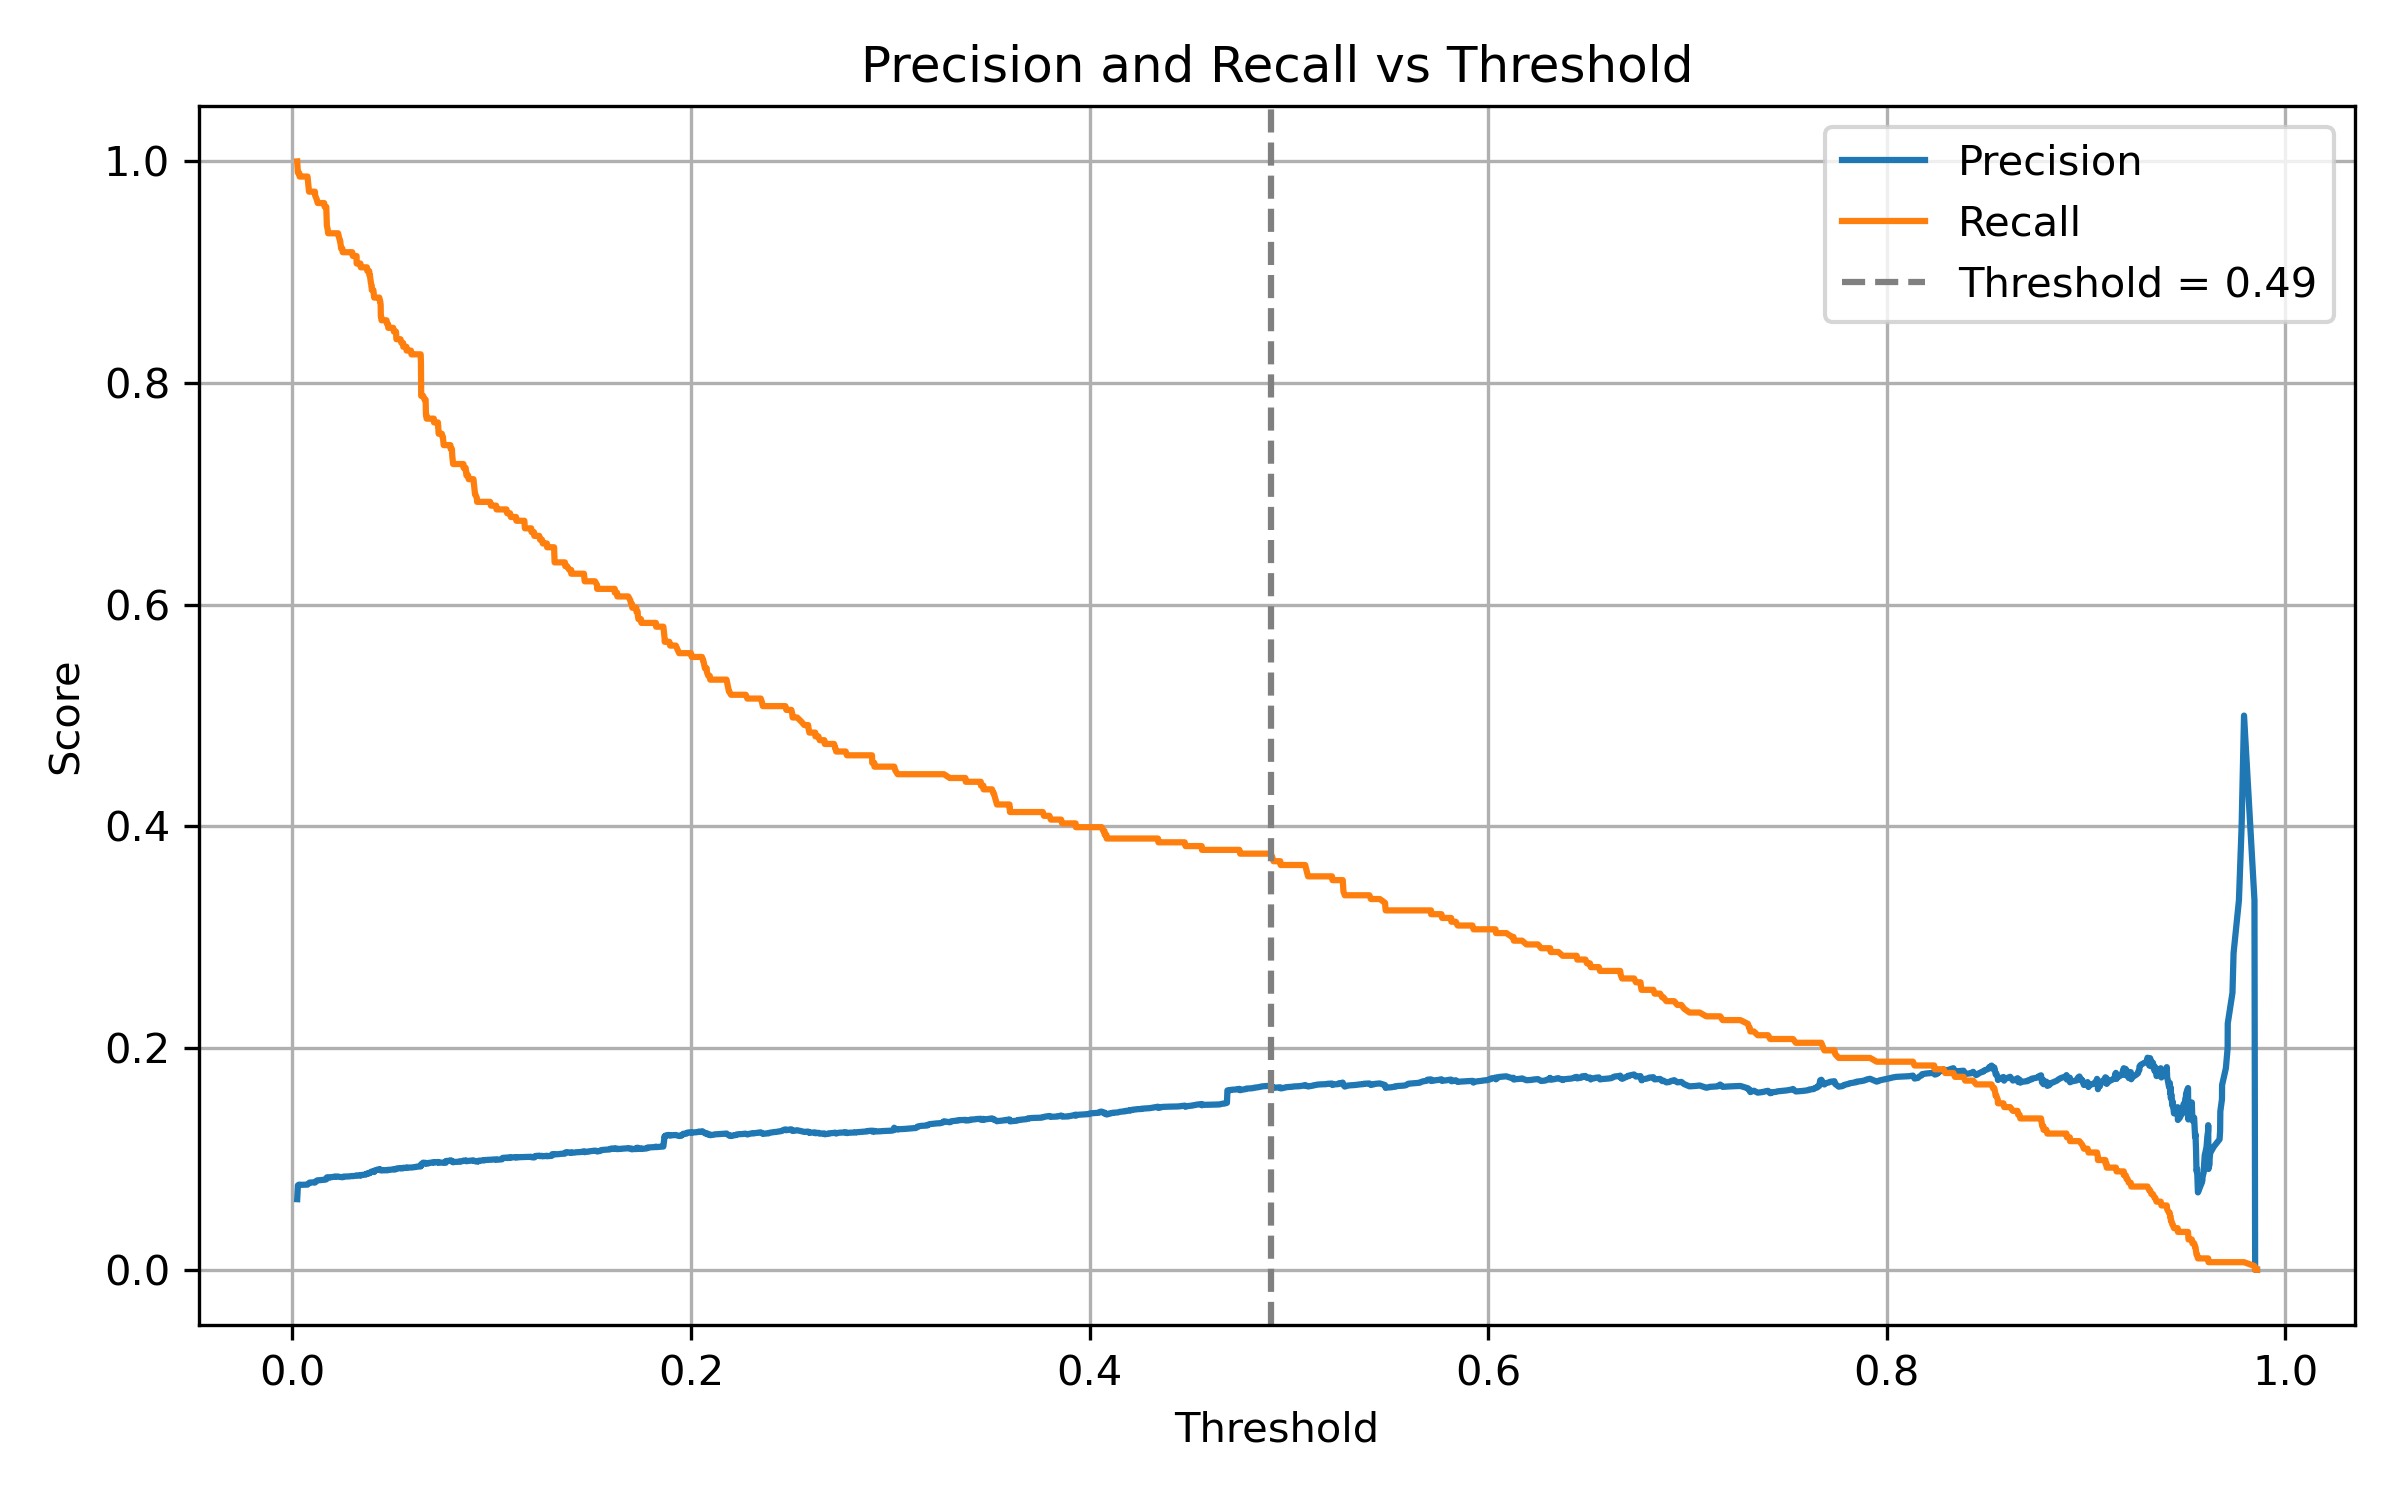 Precision and Recall vs Threshold
Precision
Recall
Threshold = 0.49
Score
1.0
0.8
0.6
0.4
0.2
0.0
0.0 0.2 0.4 0.6 0.8 1.0
Threshold